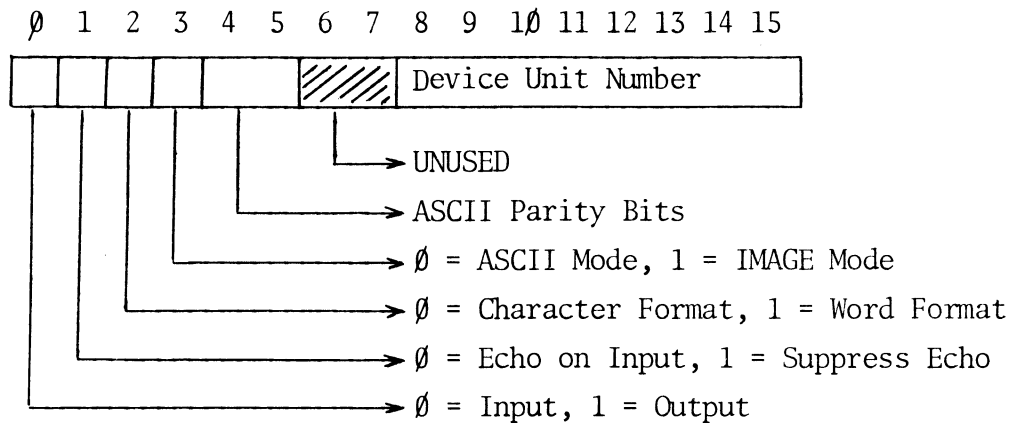 Ø 1 2 3 4 5 6 7 8 9 1Ø 11 12 13 14 15
Device Unit Number
UNUSED
ASCII Parity Bits
Ø = ASCII Mode, 1 = IMAGE Mode
Ø = Character Format, 1 = Word Format
Ø = Echo on Input, 1 = Suppress Echo
Ø = Input, 1 = Output